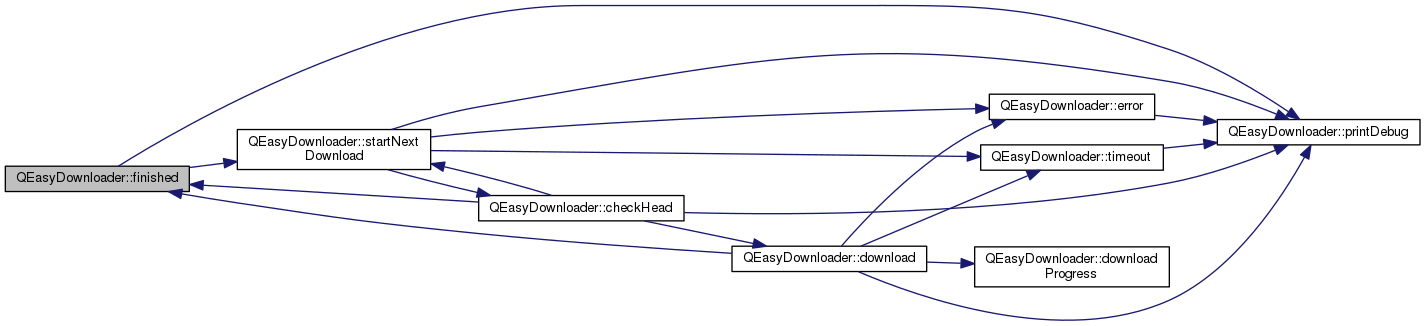 QEasyDownloader::finished
QEasyDownloader::startNext
Download
QEasyDownloader::checkHead
QEasyDownloader::download
QEasyDownloader::error
QEasyDownloader::timeout
QEasyDownloader::download
Progress
QEasyDownloader::printDebug